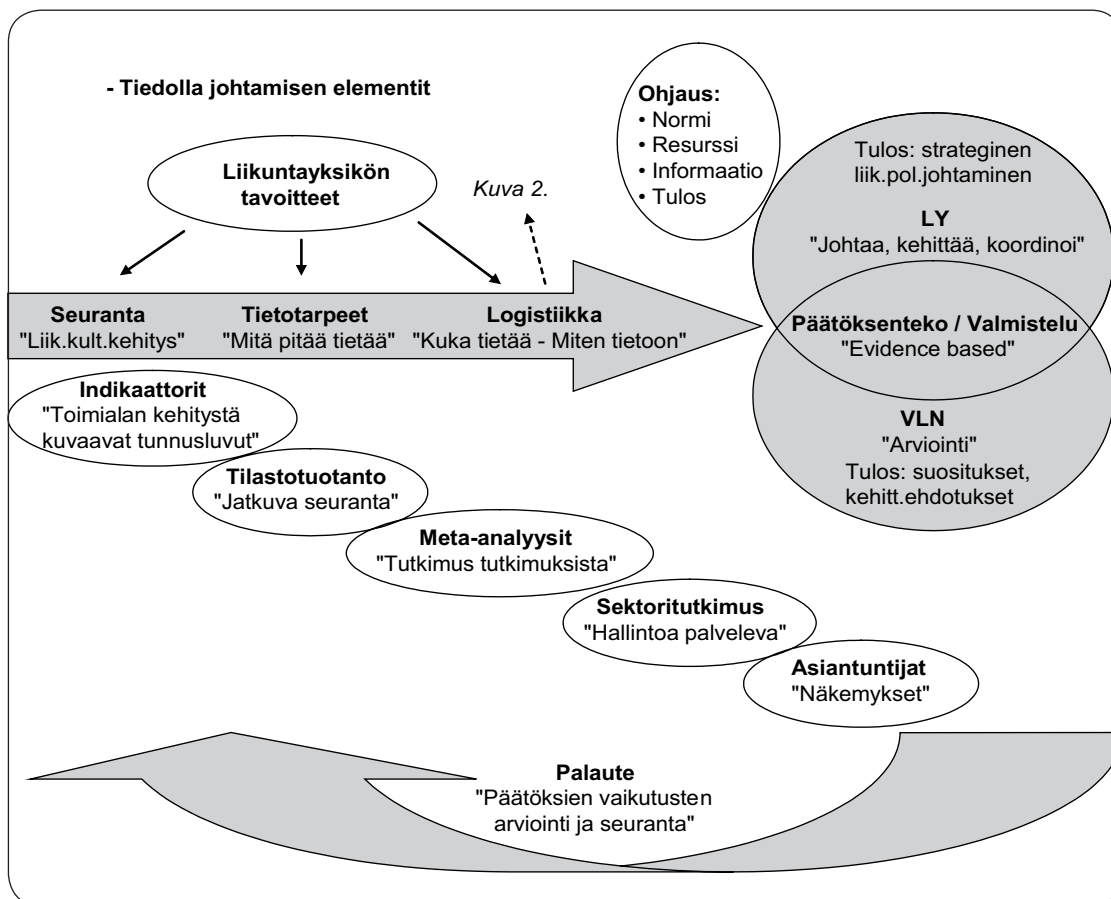 - Tiedolla johtamisen elementit
Liikuntayksikön
tavoitteet
Kuva 2.
Ohjaus:
• Normi
• Resurssi
• Informaatio
• Tulos
Tulos: strateginen
liik.pol.johtaminen
LY
"Johtaa, kehittää, koordinoi"
Seuranta
"Liik.kult.kehitys"
Tietotarpeet
"Mitä pitää tietää"
Logistiikka
"Kuka tietää - Miten tietoon"
Päätöksenteko / Valmistelu
"Evidence based"
VLN
"Arviointi"
Tulos: suositukset,
kehitt.ehdotukset
Indikaattorit
"Toimialan kehitystä
kuvaavat tunnusluvut"
Tilastotuotanto
"Jatkuva seuranta"
Meta-analyysit
"Tutkimus tutkimuksista"
Sektoritutkimus
"Hallintoa palveleva"
Asiantuntijat
"Näkemykset"
Palaute
"Päätöksien vaikutusten
arviointi ja seuranta"